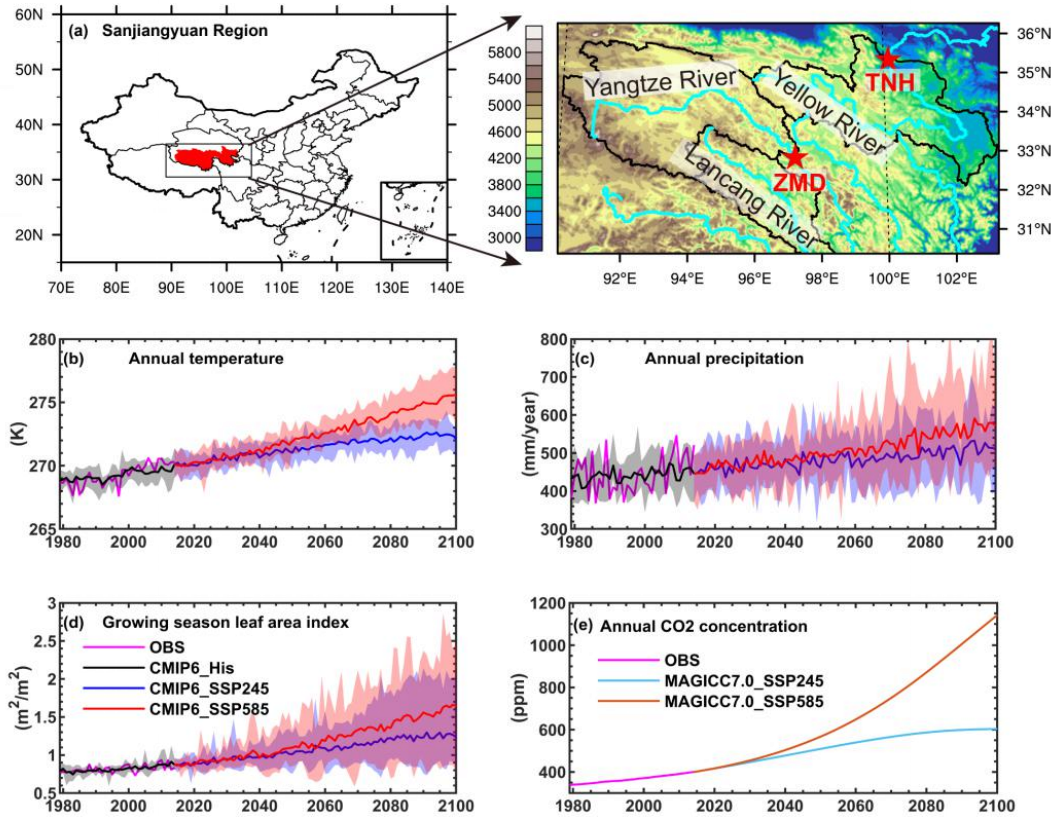 (a) Sanjiangyuan Region
60N
50N
40N
30N
20N
70E 80E 90E 100E 110E 120E 130E 140E
5800
5400
5000
4600
4200
3800
3400
3000
Yangtze River
Yellow River
Lancang River
TNH
ZMD
36°N
35°N
34°N
33°N
32°N
31°N
92°E 94°E 96°E 98°E 100°E 102°E
(b) Annual temperature
(K)
280
275
270
265
1980 2000 2020 2040 2060 2080 2100
(c) Annual precipitation
(mm/year)
800
700
600
500
400
300
1980 2000 2020 2040 2060 2080 2100
(d) Growing season leaf area index
OBS
CMIP6_His
CMIP6_SSP245
CMIP6_SSP585
(m²/m²)
3
2.5
2
1.5
1
0.5
1980 2000 2020 2040 2060 2080 2100
(e) Annual CO2 concentration
OBS
MAGICC7.0_SSP245
MAGICC7.0_SSP585
(ppm)
1200
1000
800
600
400
1980 2000 2020 2040 2060 2080 2100